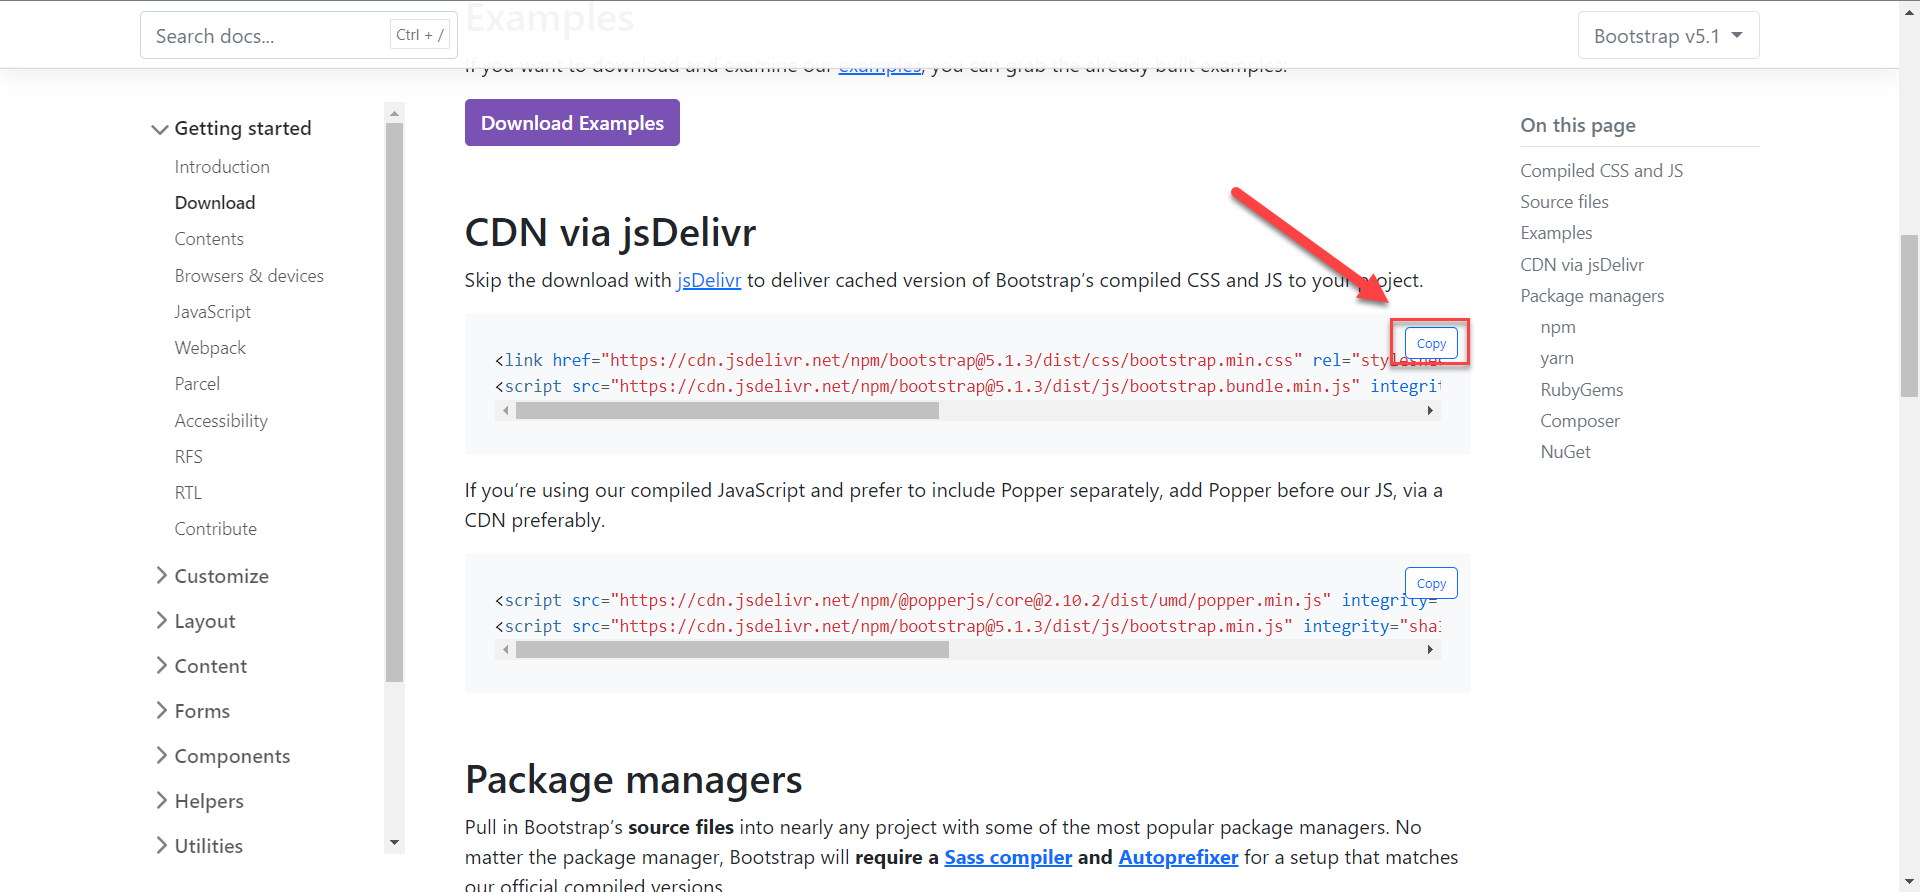 Search docs...
Ctrl + /
Bootstrap v5.1
Examples
If you want to download and examine our examples, you can grab the already built examples.
Download Examples
Getting started
Introduction
Download
Contents
Browsers & devices
JavaScript
Webpack
Parcel
Accessibility
RFS
RTL
Contribute
Customize
Layout
Content
Forms
Components
Helpers
Utilities
CDN via jsDelivr
Skip the download with jsDelivr to deliver cached version of Bootstrap’s compiled CSS and JS to your project.
Copy
<link href="https://cdn.jsdelivr.net/npm/bootstrap@5.1.3/dist/css/bootstrap.min.css" rel="styleshe
<script src="https://cdn.jsdelivr.net/npm/bootstrap@5.1.3/dist/js/bootstrap.bundle.min.js" integrit
If you’re using our compiled JavaScript and prefer to include Popper separately, add Popper before our JS, via a
CDN preferably.
Copy
<script src="https://cdn.jsdelivr.net/npm/@popperjs/core@2.10.2/dist/umd/popper.min.js" integrity=
<script src="https://cdn.jsdelivr.net/npm/bootstrap@5.1.3/dist/js/bootstrap.min.js" integrity="sha
Package managers
Pull in Bootstrap’s source files into nearly any project with some of the most popular package managers. No
matter the package manager, Bootstrap will require a Sass compiler and Autoprefixer for a setup that matches
our official compiled versions.
On this page
Compiled CSS and JS
Source files
Examples
CDN via jsDelivr
Package managers
npm
yarn
RubyGems
Composer
NuGet